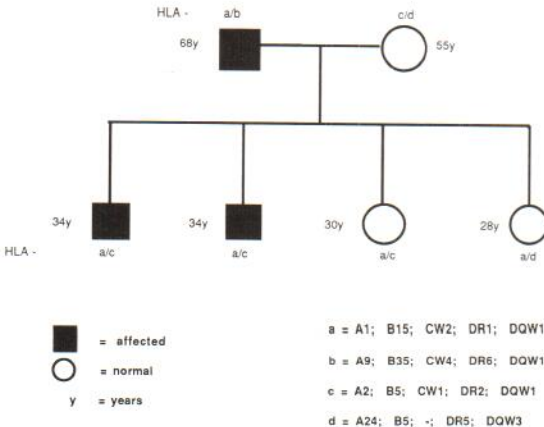 HLA - a/b c/d
68y 55y
34y 34y 30y 28y
HLA - a/c a/c a/c a/d
= affected
= normal
y = years
a = A1; B15; CW2; DR1; DQW1
b = A9; B35; CW4; DR6; DQW1
c = A2; B5; CW1; DR2; DQW1
d = A24; B5; -; DR5; DQW3